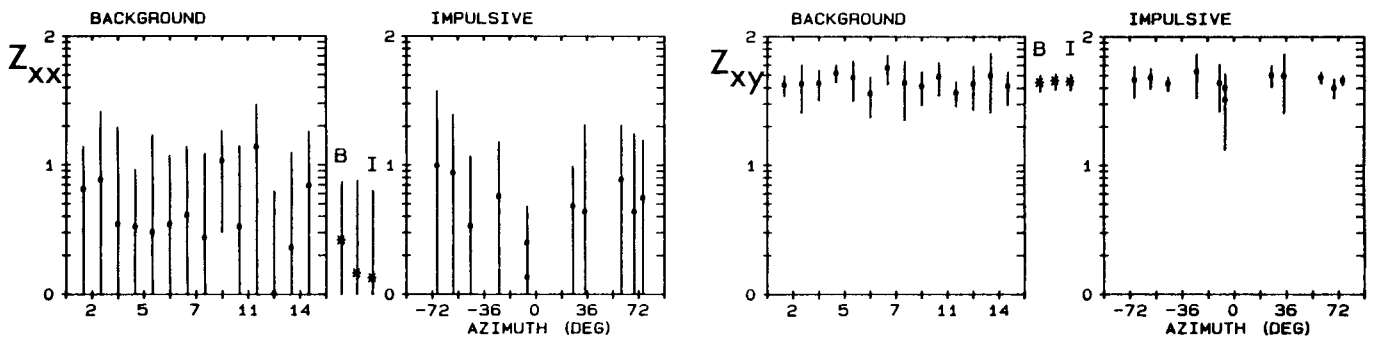 BACKGROUND
IMPULSIVE
Zxx
2
1
0
B
I
2
1
0
2 5 7 11 14
-72 -36 0 36 72
AZIMUTH (DEG)
BACKGROUND
IMPULSIVE
Zxy
2
1
0
B
I
2
1
0
2 5 7 11 14
-72 -36 0 36 72
AZIMUTH (DEG)